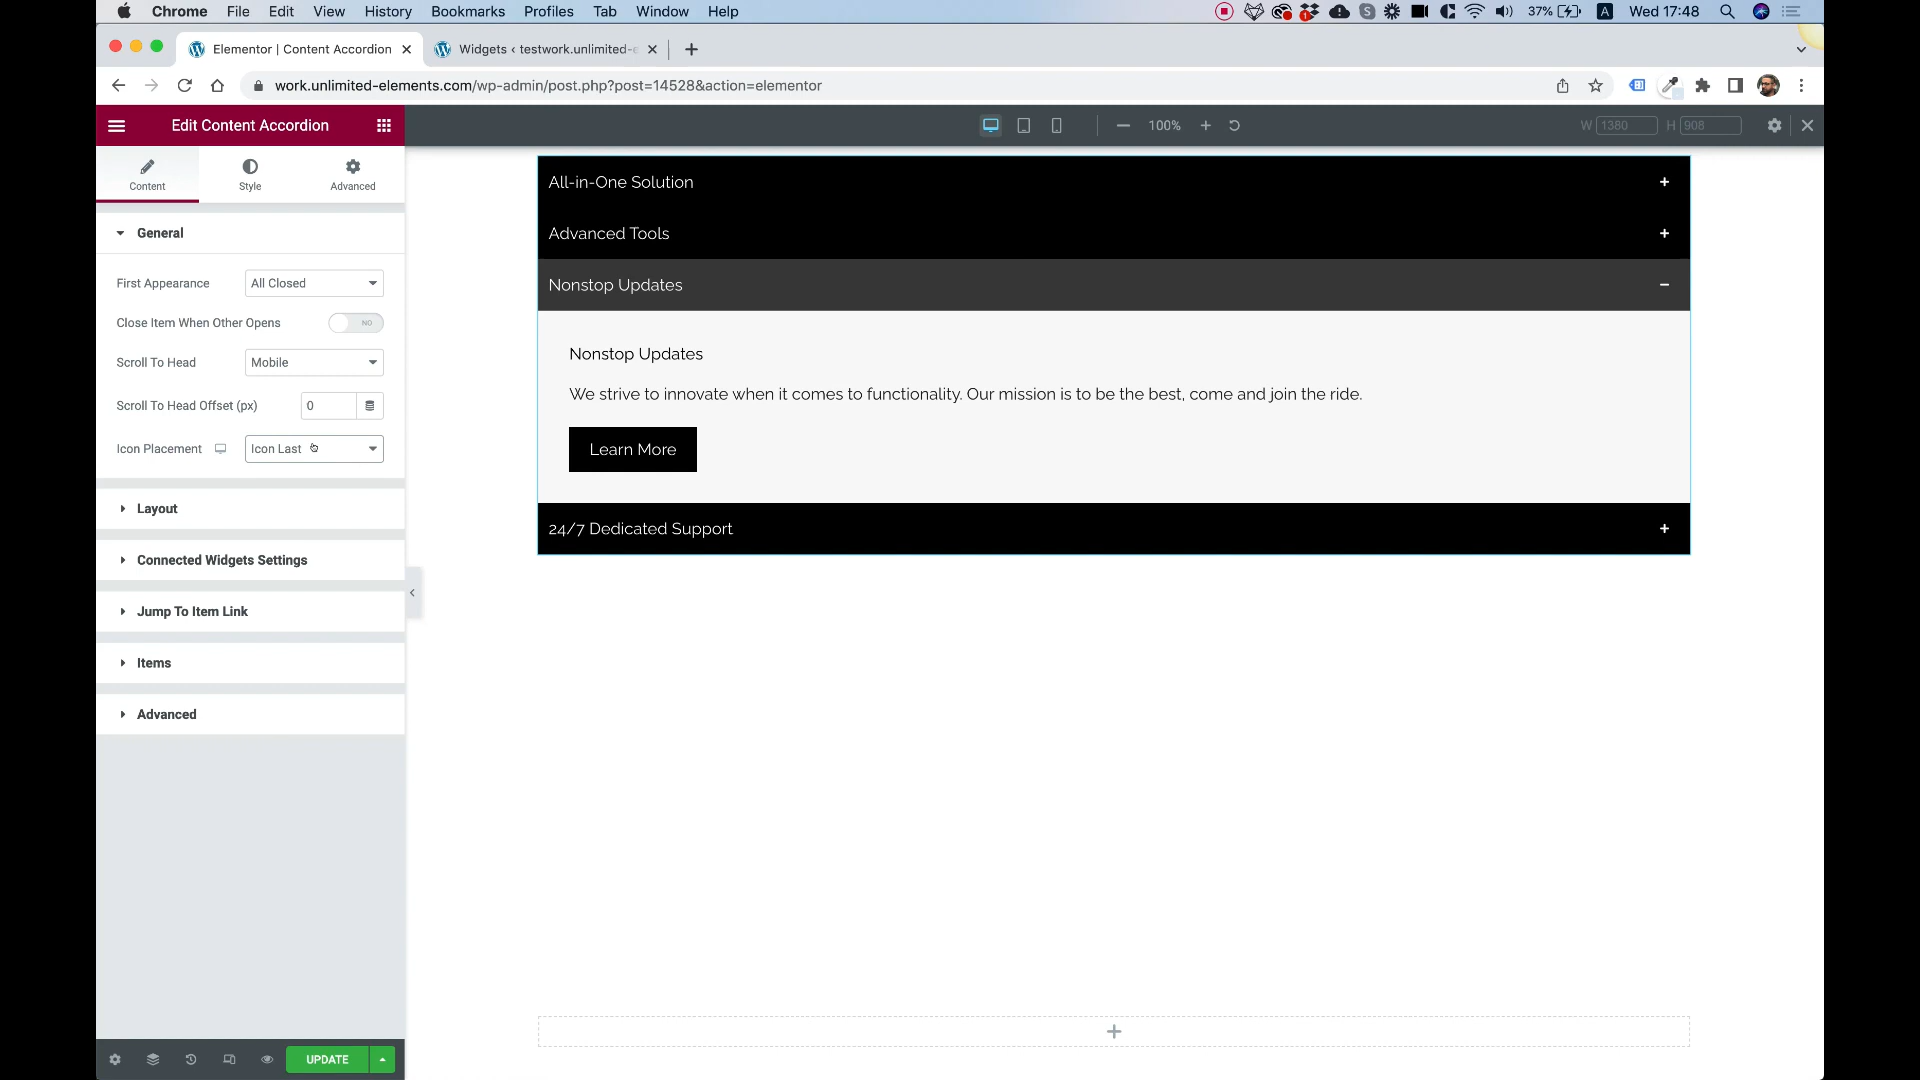 Chrome File Edit View History Bookmarks Profiles Tab Window Help 1 37% A Wed 17:48
Elementor | Content Accordion Widgets ‹ testwork.unlimited-e
work.unlimited-elements.com/wp-admin/post.php?post=14528&action=elementor
Edit Content Accordion
100% W 1380 H 908
Content Style Advanced
General
First Appearance All Closed
Close Item When Other Opens NO
Scroll To Head Mobile
Scroll To Head Offset (px) 0
Icon Placement Icon Last
Layout
Connected Widgets Settings
Jump To Item Link
Items
Advanced
UPDATE
All-in-One Solution +
Advanced Tools +
Nonstop Updates −
Nonstop Updates
We strive to innovate when it comes to functionality. Our mission is to be the best, come and join the ride.
Learn More
24/7 Dedicated Support +